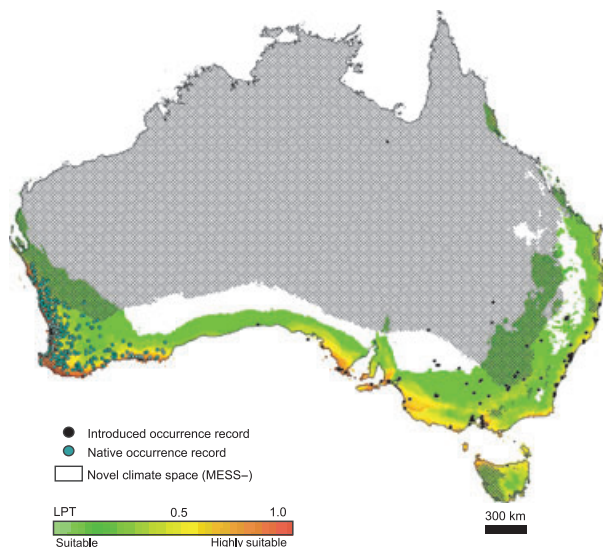 Introduced occurrence record
Native occurrence record
Novel climate space (MESS–)
LPT 0.5 1.0
Suitable Highly suitable
300 km